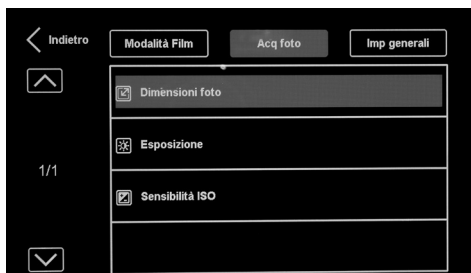 Indietro
Modalità Film
Acq foto
Imp generali
Dimensioni foto
Esposizione
1/1
Sensibilità ISO